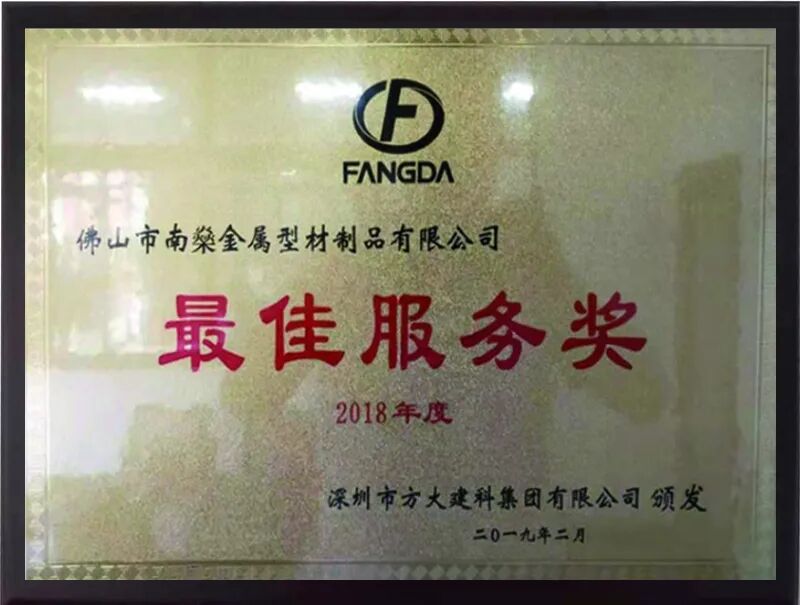 F
FANGDA
佛山市南燊金属型材制品有限公司
最佳服务奖
2018年度
深圳市方大建科集团有限公司 颁发
二0一九年二月